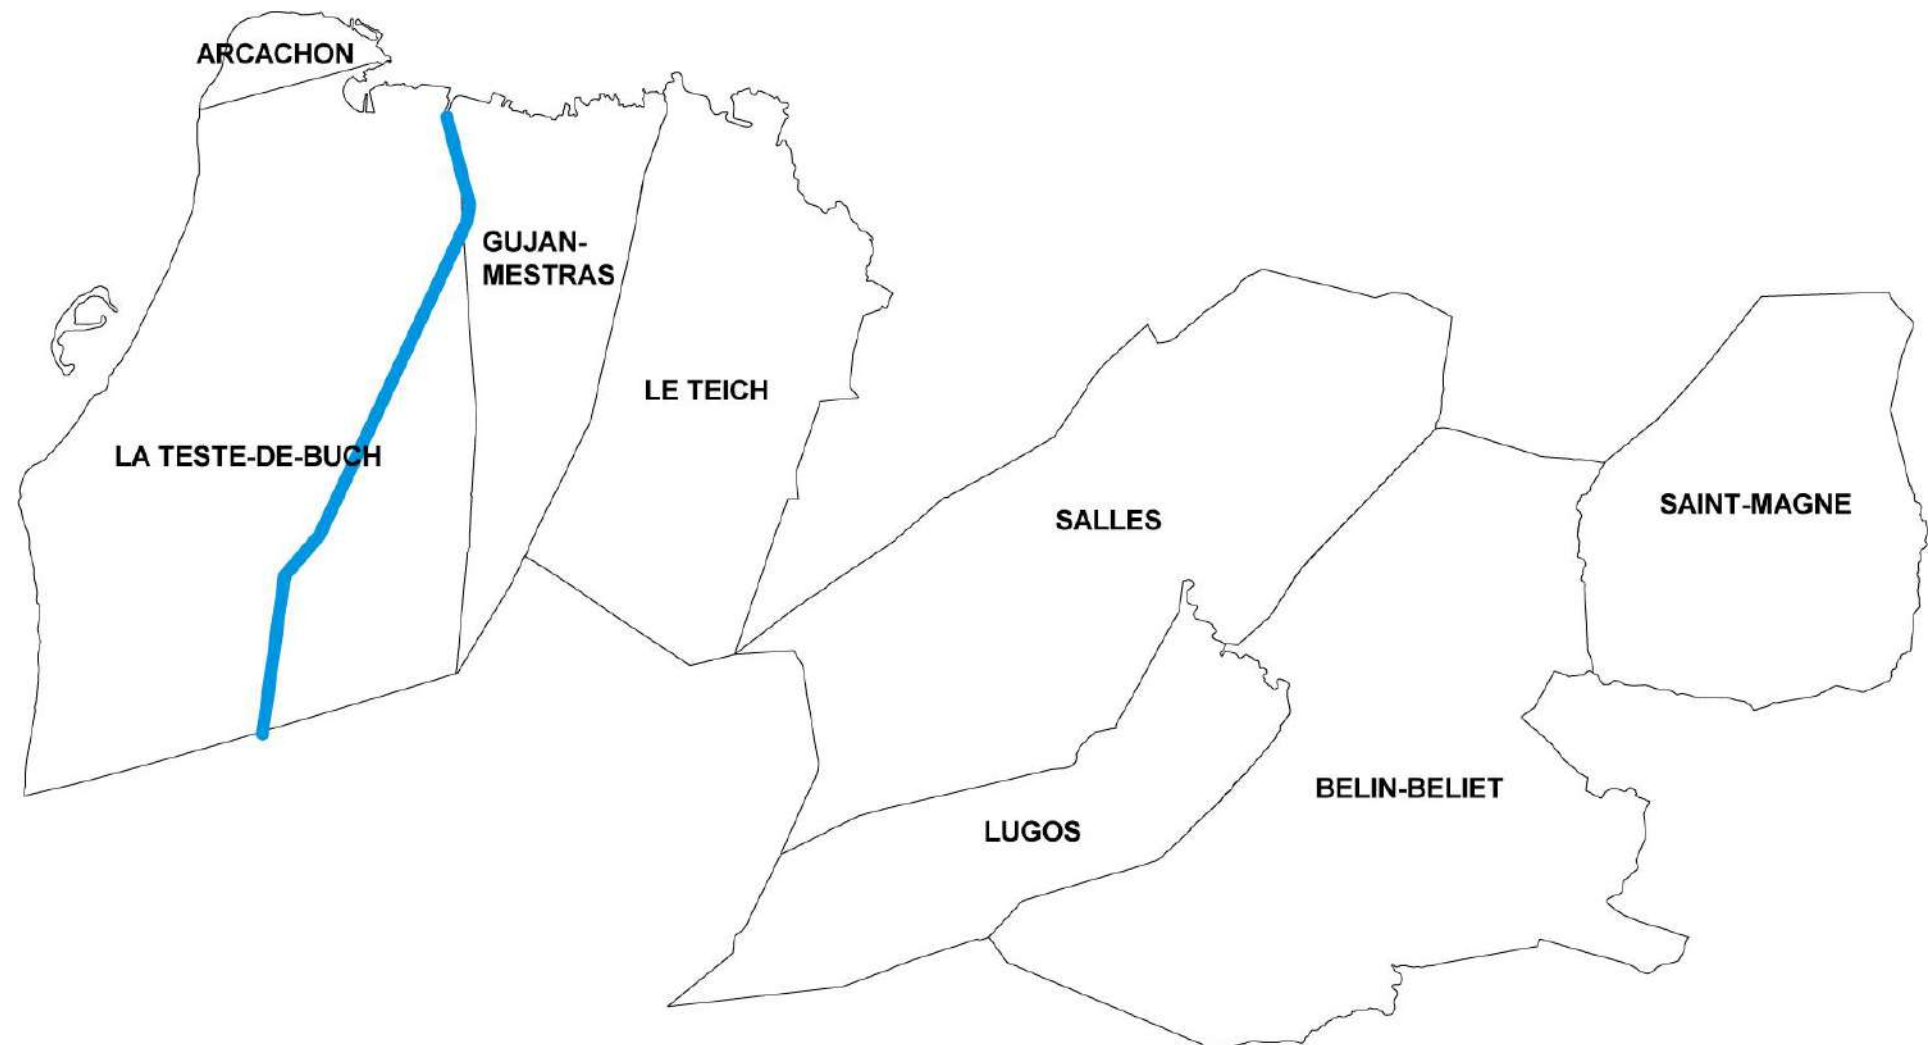 ARCACHON
GUJAN-
MESTRAS
LE TEICH
LA TESTE-DE-BUCH
SALLES
SAINT-MAGNE
BELIN-BELIET
LUGOS